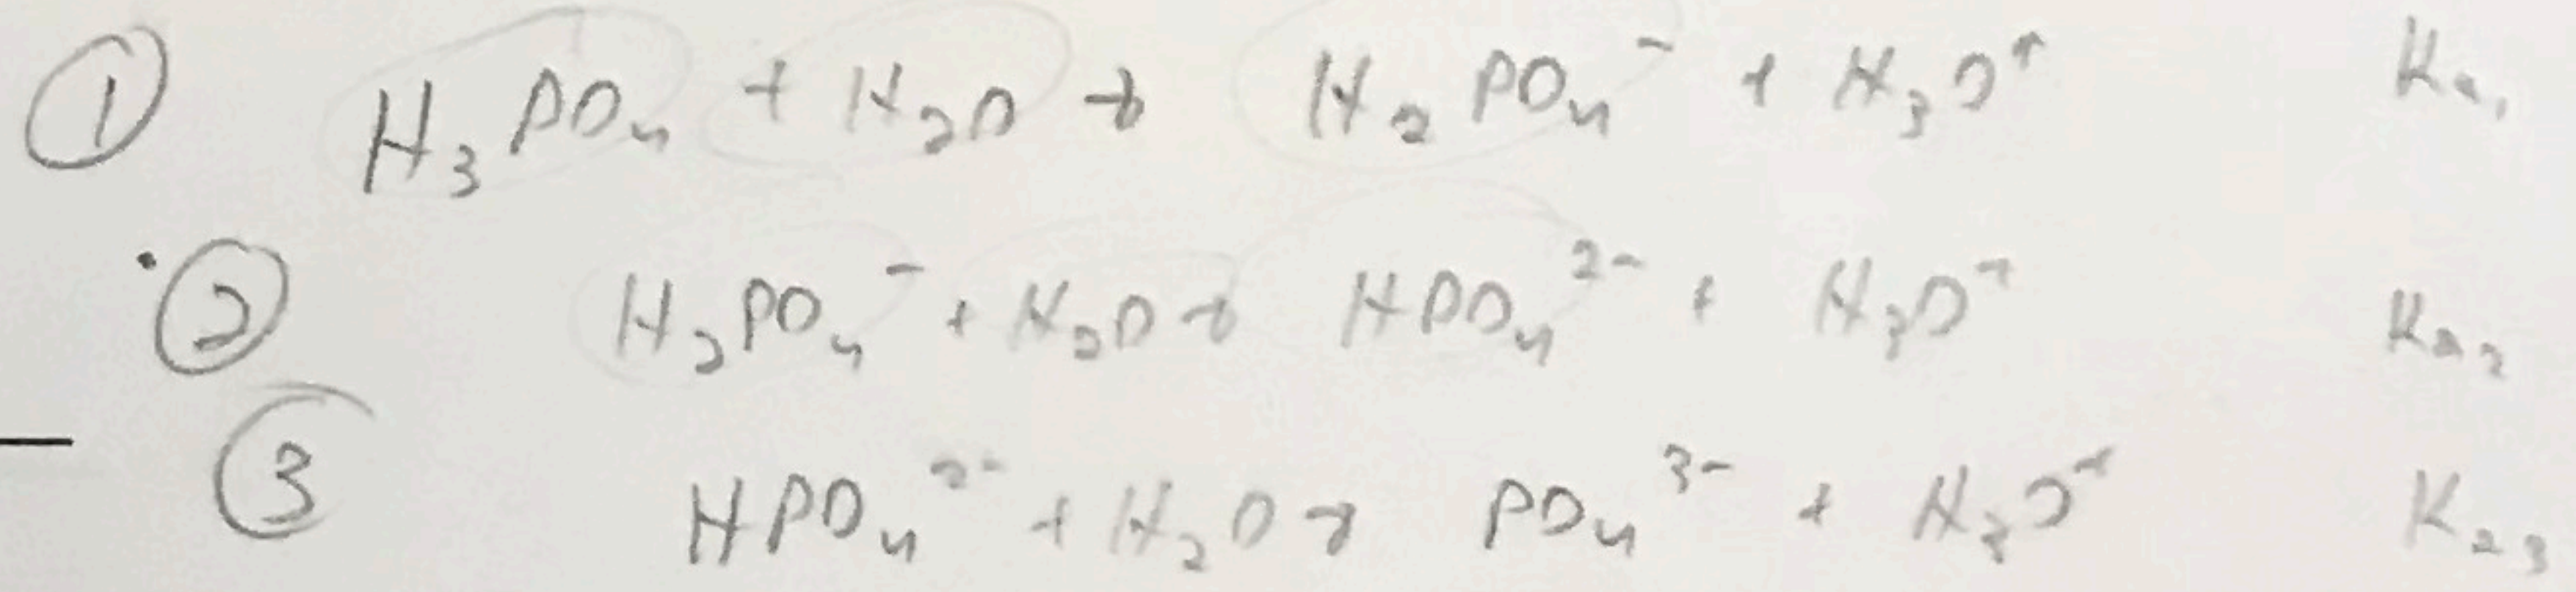 ① H₃PO₄ + H₂O → H₂PO₄⁻ + H₃O⁺ Ka₁
② H₂PO₄⁻ + H₂O → HPO₄²⁻ + H₃O⁺ Ka₂
③ HPO₄²⁻ + H₂O → PO₄³⁻ + H₃O⁺ Ka₃